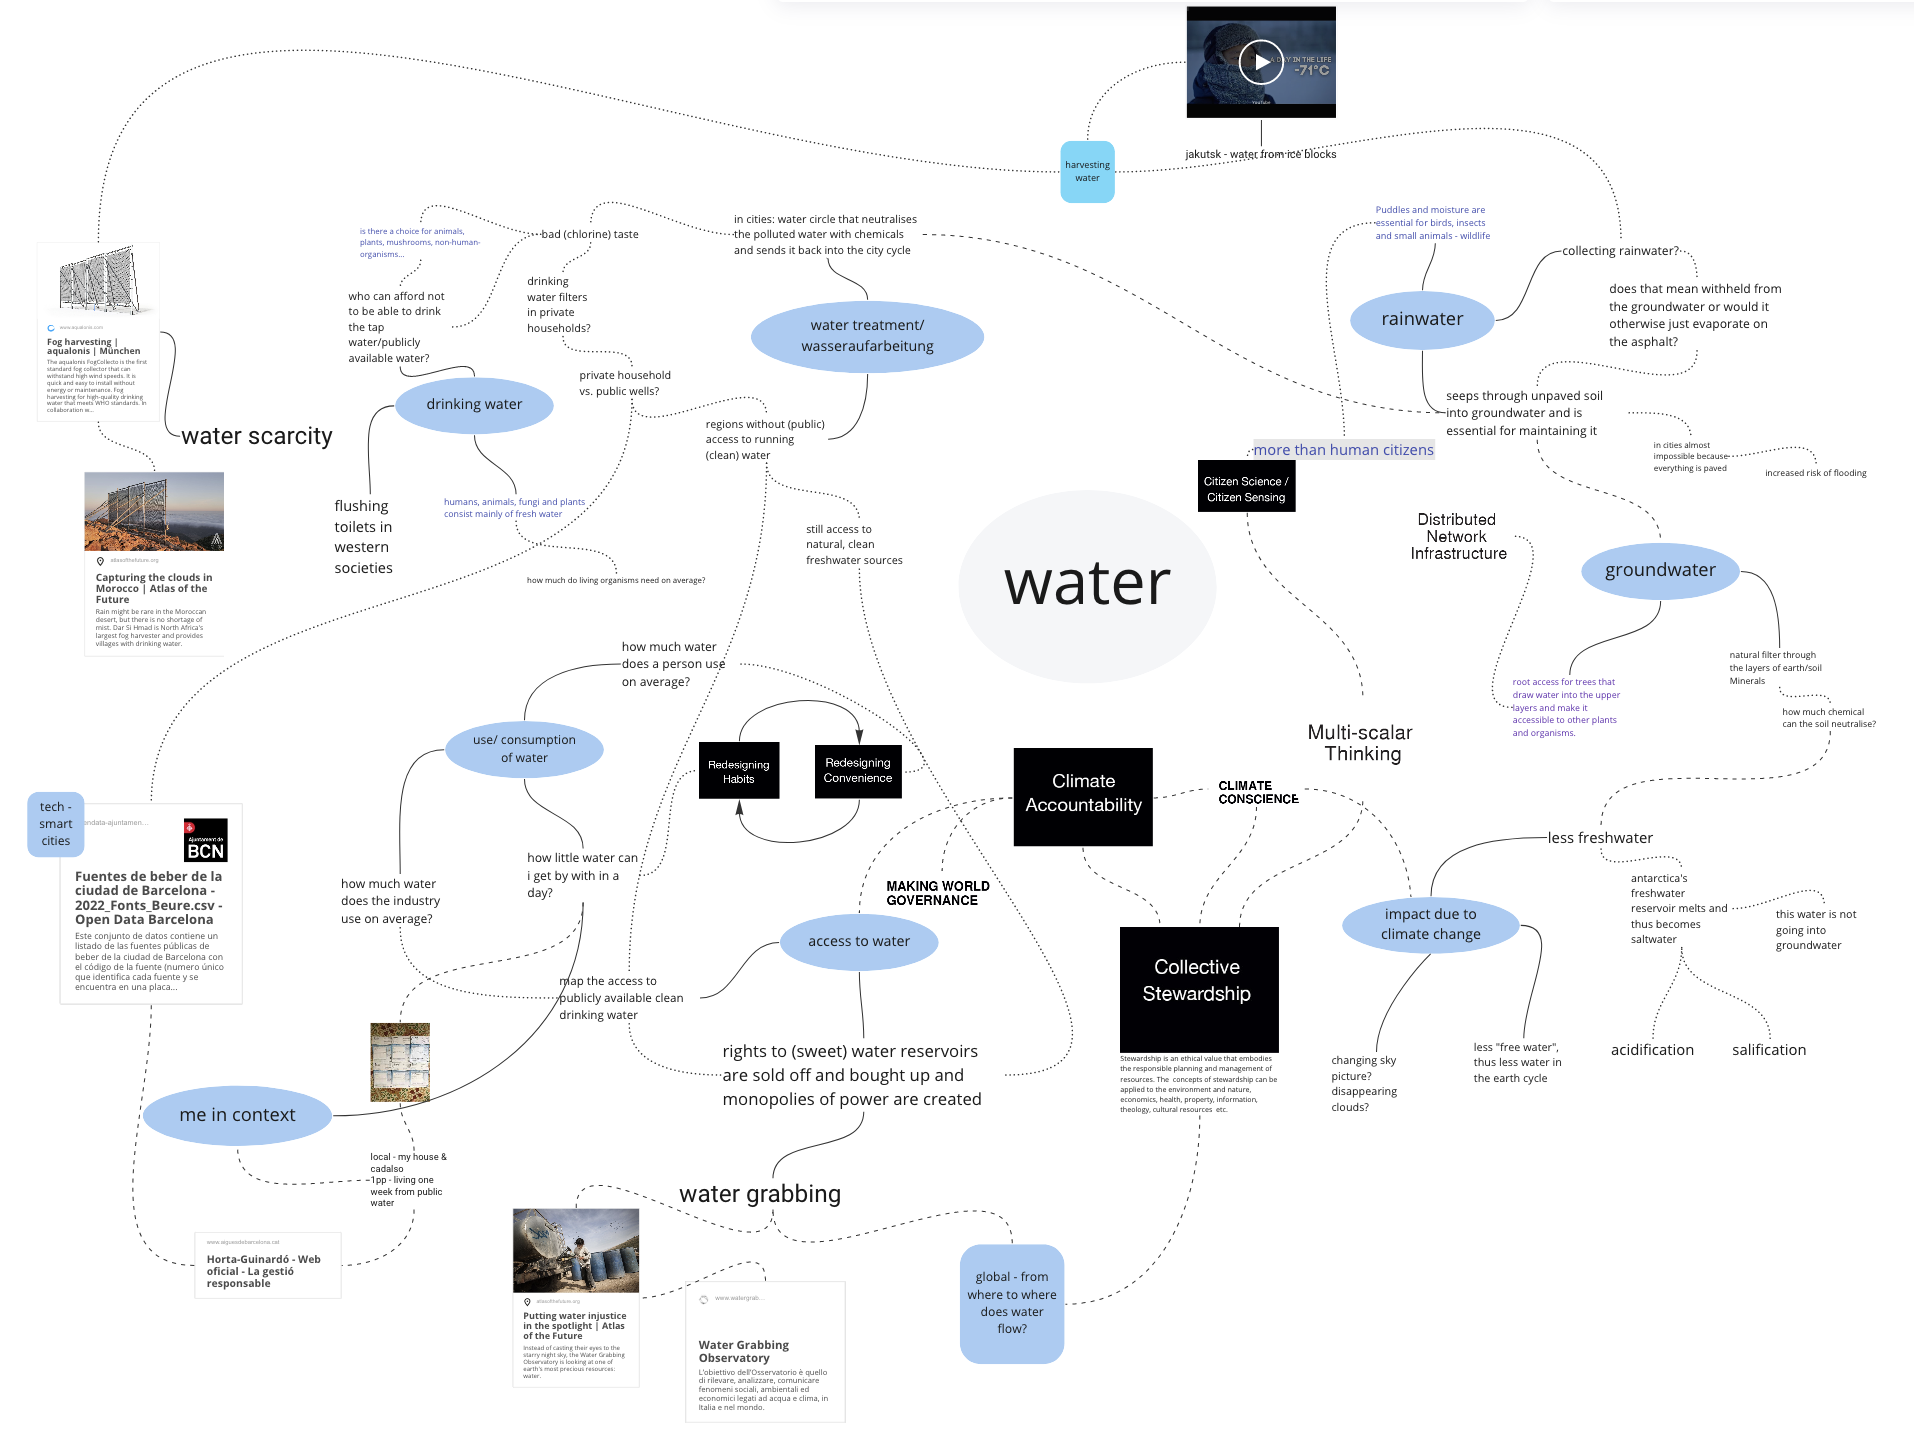 A DAY IN THE LIFE
-71°C
YouTube
jakutsk - water from ice blocks
harvesting
water
is there a choice for animals,
plants, mushrooms, non-human-
organisms...
bad (chlorine) taste
in cities: water circle that neutralises
the polluted water with chemicals
and sends it back into the city cycle
Puddles and moisture are
essential for birds, insects
and small animals - wildlife
collecting rainwater?
www.aqualonis.com
Fog harvesting |
aqualonis | München
The aqualonis FogCollecto is the first
standard fog collector that can
withstand high wind speeds. It is
quick and easy to install without
energy or maintenance. Fog
harvesting for high-quality drinking
water that meets WHO standards. In
collaboration w...
who can afford not
to be able to drink
the tap
water/publicly
available water?
drinking
water filters
in private
households?
water treatment/
wasseraufarbeitung
rainwater
does that mean withheld from
the groundwater or would it
otherwise just evaporate on
the asphalt?
private household
vs. public wells?
drinking water
water scarcity
regions without (public)
access to running
(clean) water
seeps through unpaved soil
into groundwater and is
essential for maintaining it
in cities almost
impossible because
everything is paved
increased risk of flooding
more than human citizens
Citizen Science /
Citizen Sensing
atlasofthefuture.org
Capturing the clouds in
Morocco | Atlas of the
Future
Rain might be rare in the Moroccan
desert, but there is no shortage of
mist. Dar Si Hmad is North Africa's
largest fog harvester and provides
villages with drinking water.
flushing
toilets in
western
societies
humans, animals, fungi and plants
consist mainly of fresh water
how much do living organisms need on average?
still access to
natural, clean
freshwater sources
water
Distributed
Network
Infrastructure
groundwater
natural filter through
the layers of earth/soil
Minerals
root access for trees that
draw water into the upper
layers and make it
accessible to other plants
and organisms.
how much chemical
can the soil neutralise?
how much water
does a person use
on average?
use/ consumption
of water
Redesigning
Habits
Redesigning
Convenience
Climate
Accountability
CLIMATE
CONSCIENCE
Multi-scalar
Thinking
less freshwater
tech -
smart
cities
endata-ajuntamen...
Ajuntament de
BCN
Fuentes de beber de la
ciudad de Barcelona -
2022_Fonts_Beure.csv -
Open Data Barcelona
Este conjunto de datos contiene un
listado de las fuentes públicas de
beber de la ciudad de Barcelona con
el código de la fuente (numero único
que identifica cada fuente y se
encuentra en una placa...
how much water
does the industry
use on average?
how little water can
i get by with in a
day?
MAKING WORLD
GOVERNANCE
access to water
impact due to
climate change
antarctica's
freshwater
reservoir melts and
thus becomes
saltwater
this water is not
going into
groundwater
map the access to
publicly available clean
drinking water
Collective
Stewardship
Stewardship is an ethical value that embodies
the responsible planning and management of
resources. The concepts of stewardship can be
applied to the environment and nature,
economics, health, property, information,
theology, cultural resources etc.
rights to (sweet) water reservoirs
are sold off and bought up and
monopolies of power are created
changing sky
picture?
disappearing
clouds?
less "free water",
thus less water in
the earth cycle
acidification
salification
me in context
local - my house &
cadalso
1pp - living one
week from public
water
www.aiguesdebarcelona.cat
Horta-Guinardó - Web
oficial - La gestió
responsable
water grabbing
atlasofthefuture.org
Putting water injustice
in the spotlight | Atlas
of the Future
Instead of casting their eyes to the
starry night sky, the Water Grabbing
Observatory is looking at one of
earth's most precious resources:
water.
www.watergrab...
Water Grabbing
Observatory
L'obiettivo dell'Osservatorio è quello
di rilevare, analizzare, comunicare
fenomeni sociali, ambientali ed
economici legati ad acqua e clima, in
Italia e nel mondo.
global - from
where to where
does water
flow?